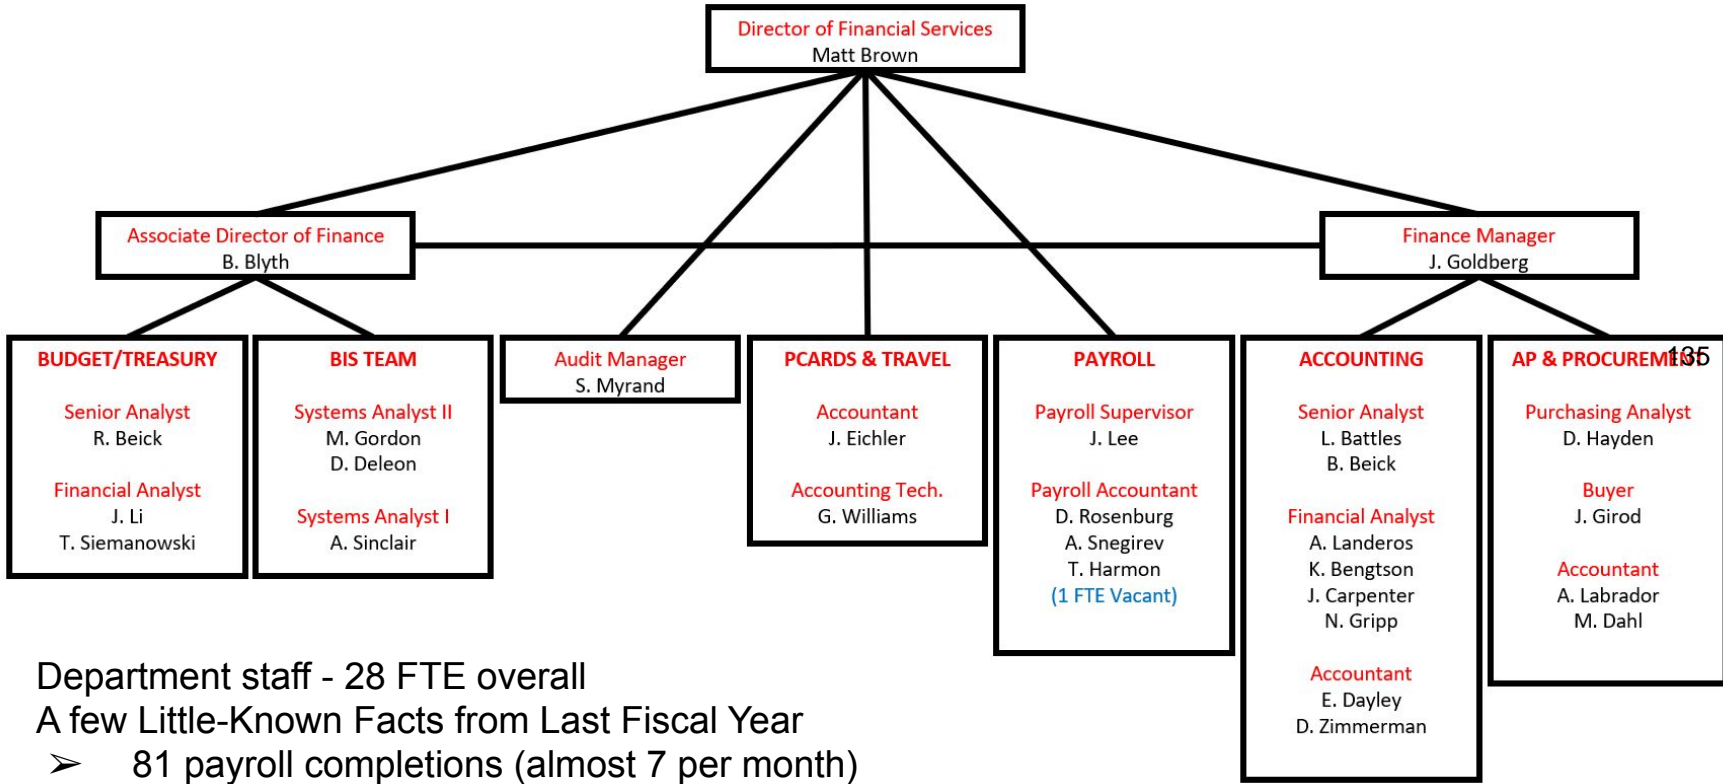 Director of Financial Services
Matt Brown
Associate Director of Finance
B. Blyth
Finance Manager
J. Goldberg
BUDGET/TREASURY
Senior Analyst
R. Beick
Financial Analyst
J. Li
T. Siemanowski
BIS TEAM
Systems Analyst II
M. Gordon
D. Deleon
Systems Analyst I
A. Sinclair
Audit Manager
S. Myrand
PCARDS & TRAVEL
Accountant
J. Eichler
Accounting Tech.
G. Williams
PAYROLL
Payroll Supervisor
J. Lee
Payroll Accountant
D. Rosenburg
A. Snegirev
T. Harmon
(1 FTE Vacant)
ACCOUNTING
Senior Analyst
L. Battles
B. Beick
Financial Analyst
A. Landeros
K. Bengtson
J. Carpenter
N. Gripp
Accountant
E. Dayley
D. Zimmerman
AP & PROCUREMENT
135
Purchasing Analyst
D. Hayden
Buyer
J. Girod
Accountant
A. Labrador
M. Dahl
Department staff - 28 FTE overall
A few Little-Known Facts from Last Fiscal Year
➢ 81 payroll completions (almost 7 per month)